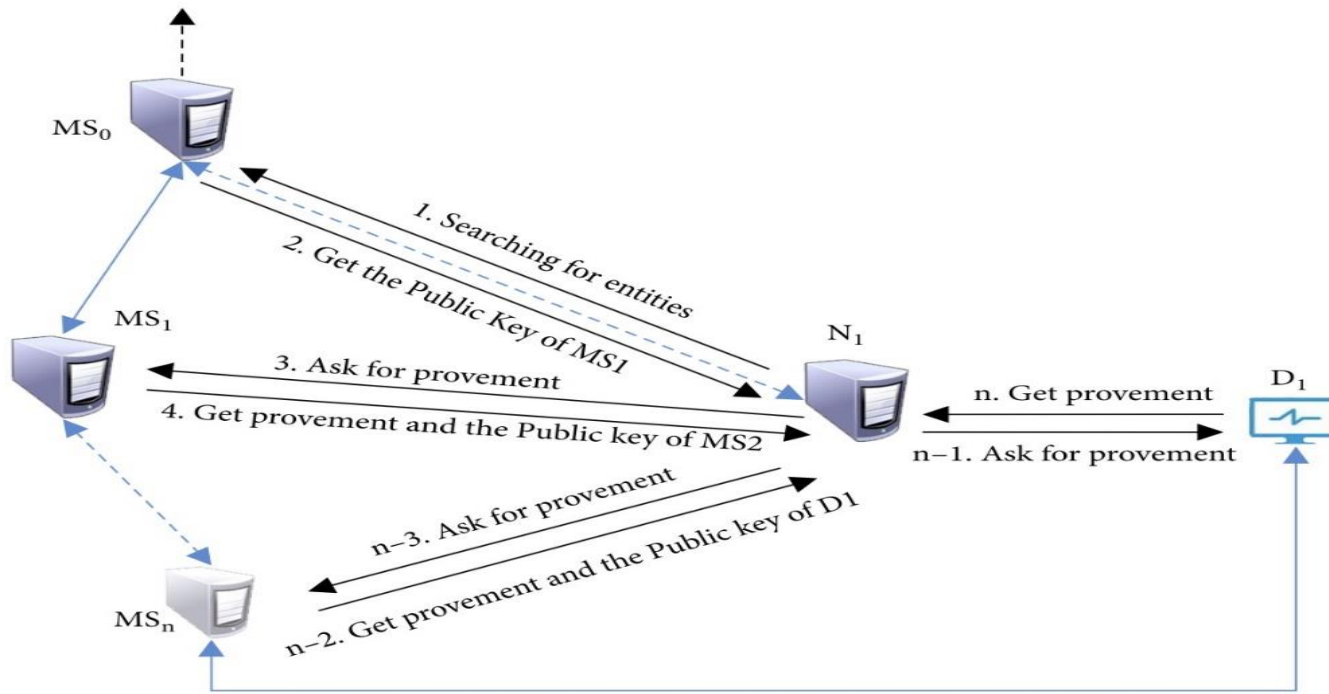 MS₀
1. Searching for entities
2. Get the Public Key of MS1
MS₁
N₁
3. Ask for provement
4. Get provement and the Public key of MS2
n. Get provement
D₁
n–1. Ask for provement
n–3. Ask for provement
n–2. Get provement and the Public key of D1
MSₙ